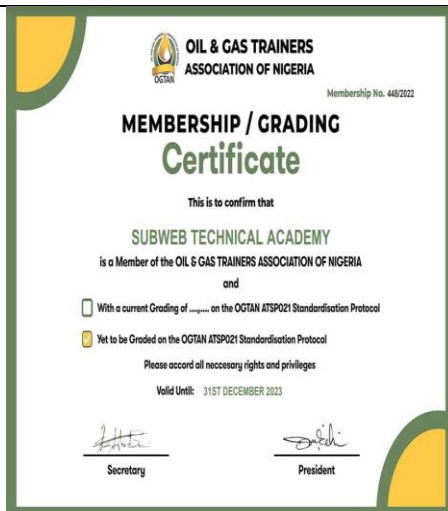 OGTAN
OIL & GAS TRAINERS
ASSOCIATION OF NIGERIA
Membership No. 448/2022
MEMBERSHIP / GRADING
Certificate
This is to confirm that
SUBWEB TECHNICAL ACADEMY
is a Member of the OIL & GAS TRAINERS ASSOCIATION OF NIGERIA
and
With a current Grading of ......... on the OGTAN ATSP021 Standardisation Protocol
Yet to be Graded on the OGTAN ATSP021 Standardisation Protocol
Please accord all neccesary rights and privileges
Valid Until: 31ST DECEMBER 2023
Secretary
President